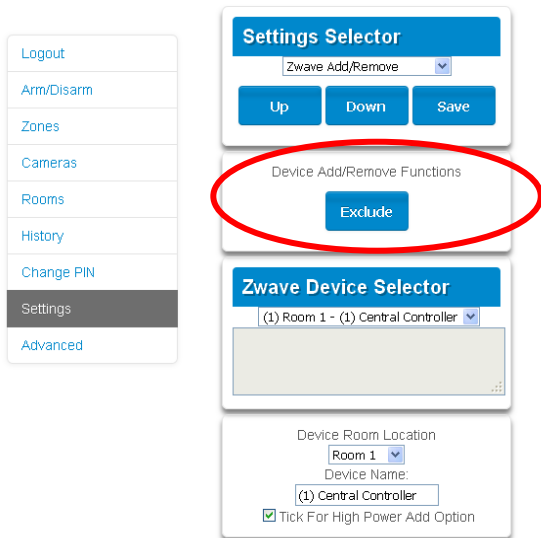 Logout
Arm/Disarm
Zones
Cameras
Rooms
History
Change PIN
Settings
Advanced
Settings Selector
Zwave Add/Remove
Up Down Save
Device Add/Remove Functions
Exclude
Zwave Device Selector
(1) Room 1 - (1) Central Controller
Device Room Location
Room 1
Device Name:
(1) Central Controller
Tick For High Power Add Option